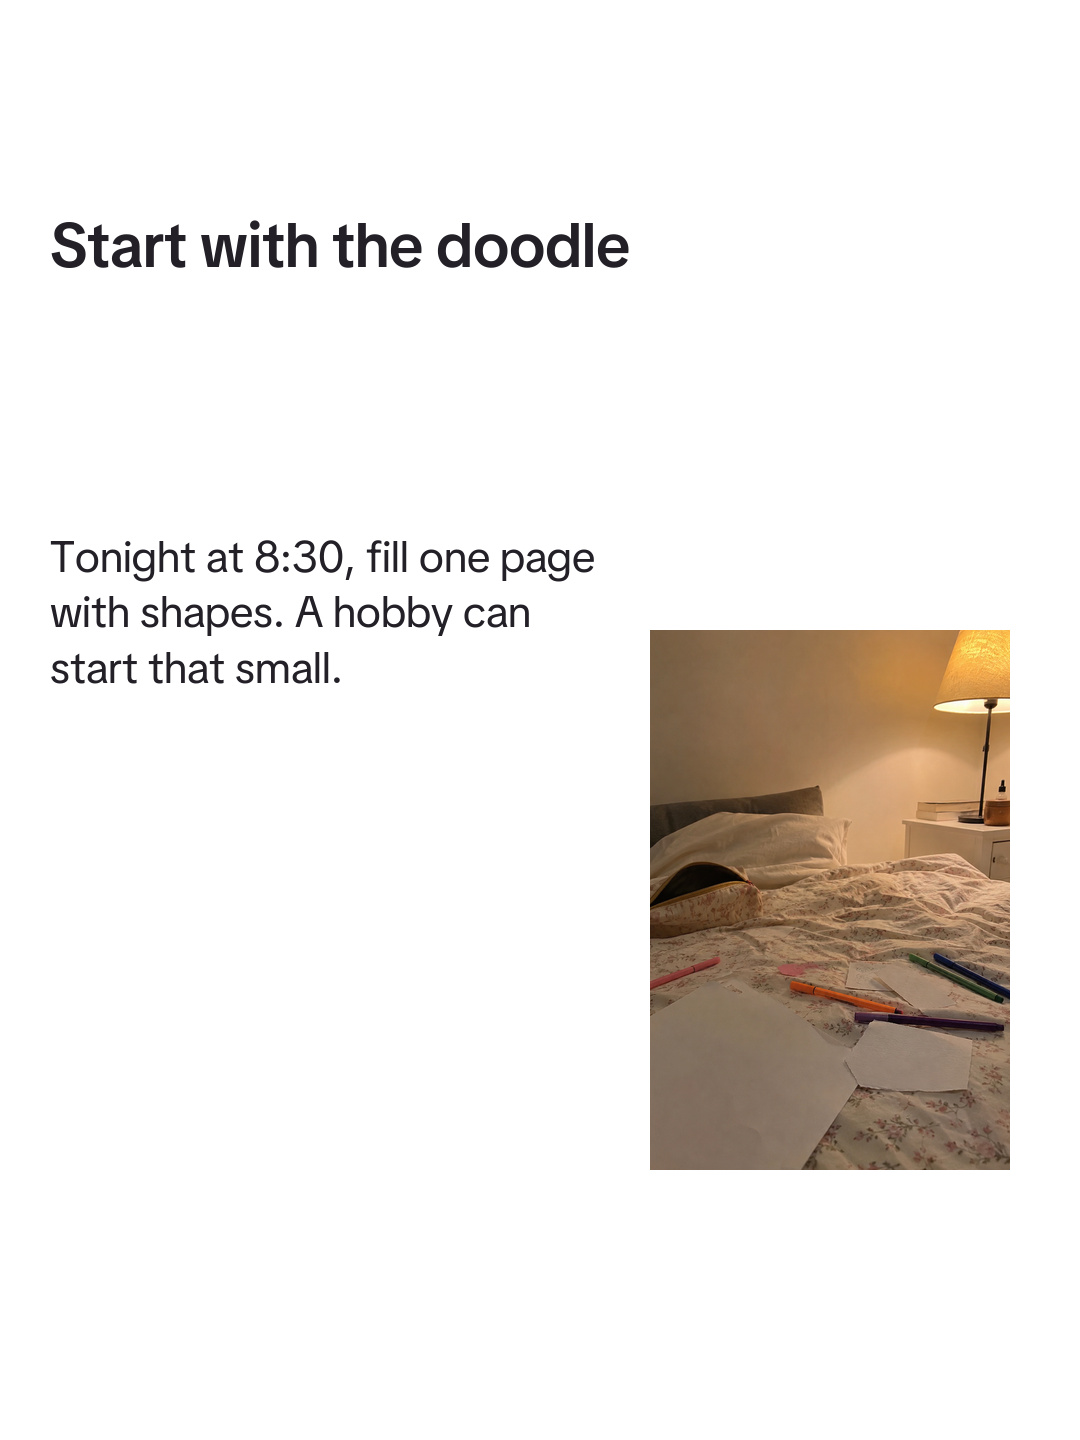 Start with the doodle
Tonight at 8:30, fill one page
with shapes. A hobby can
start that small.